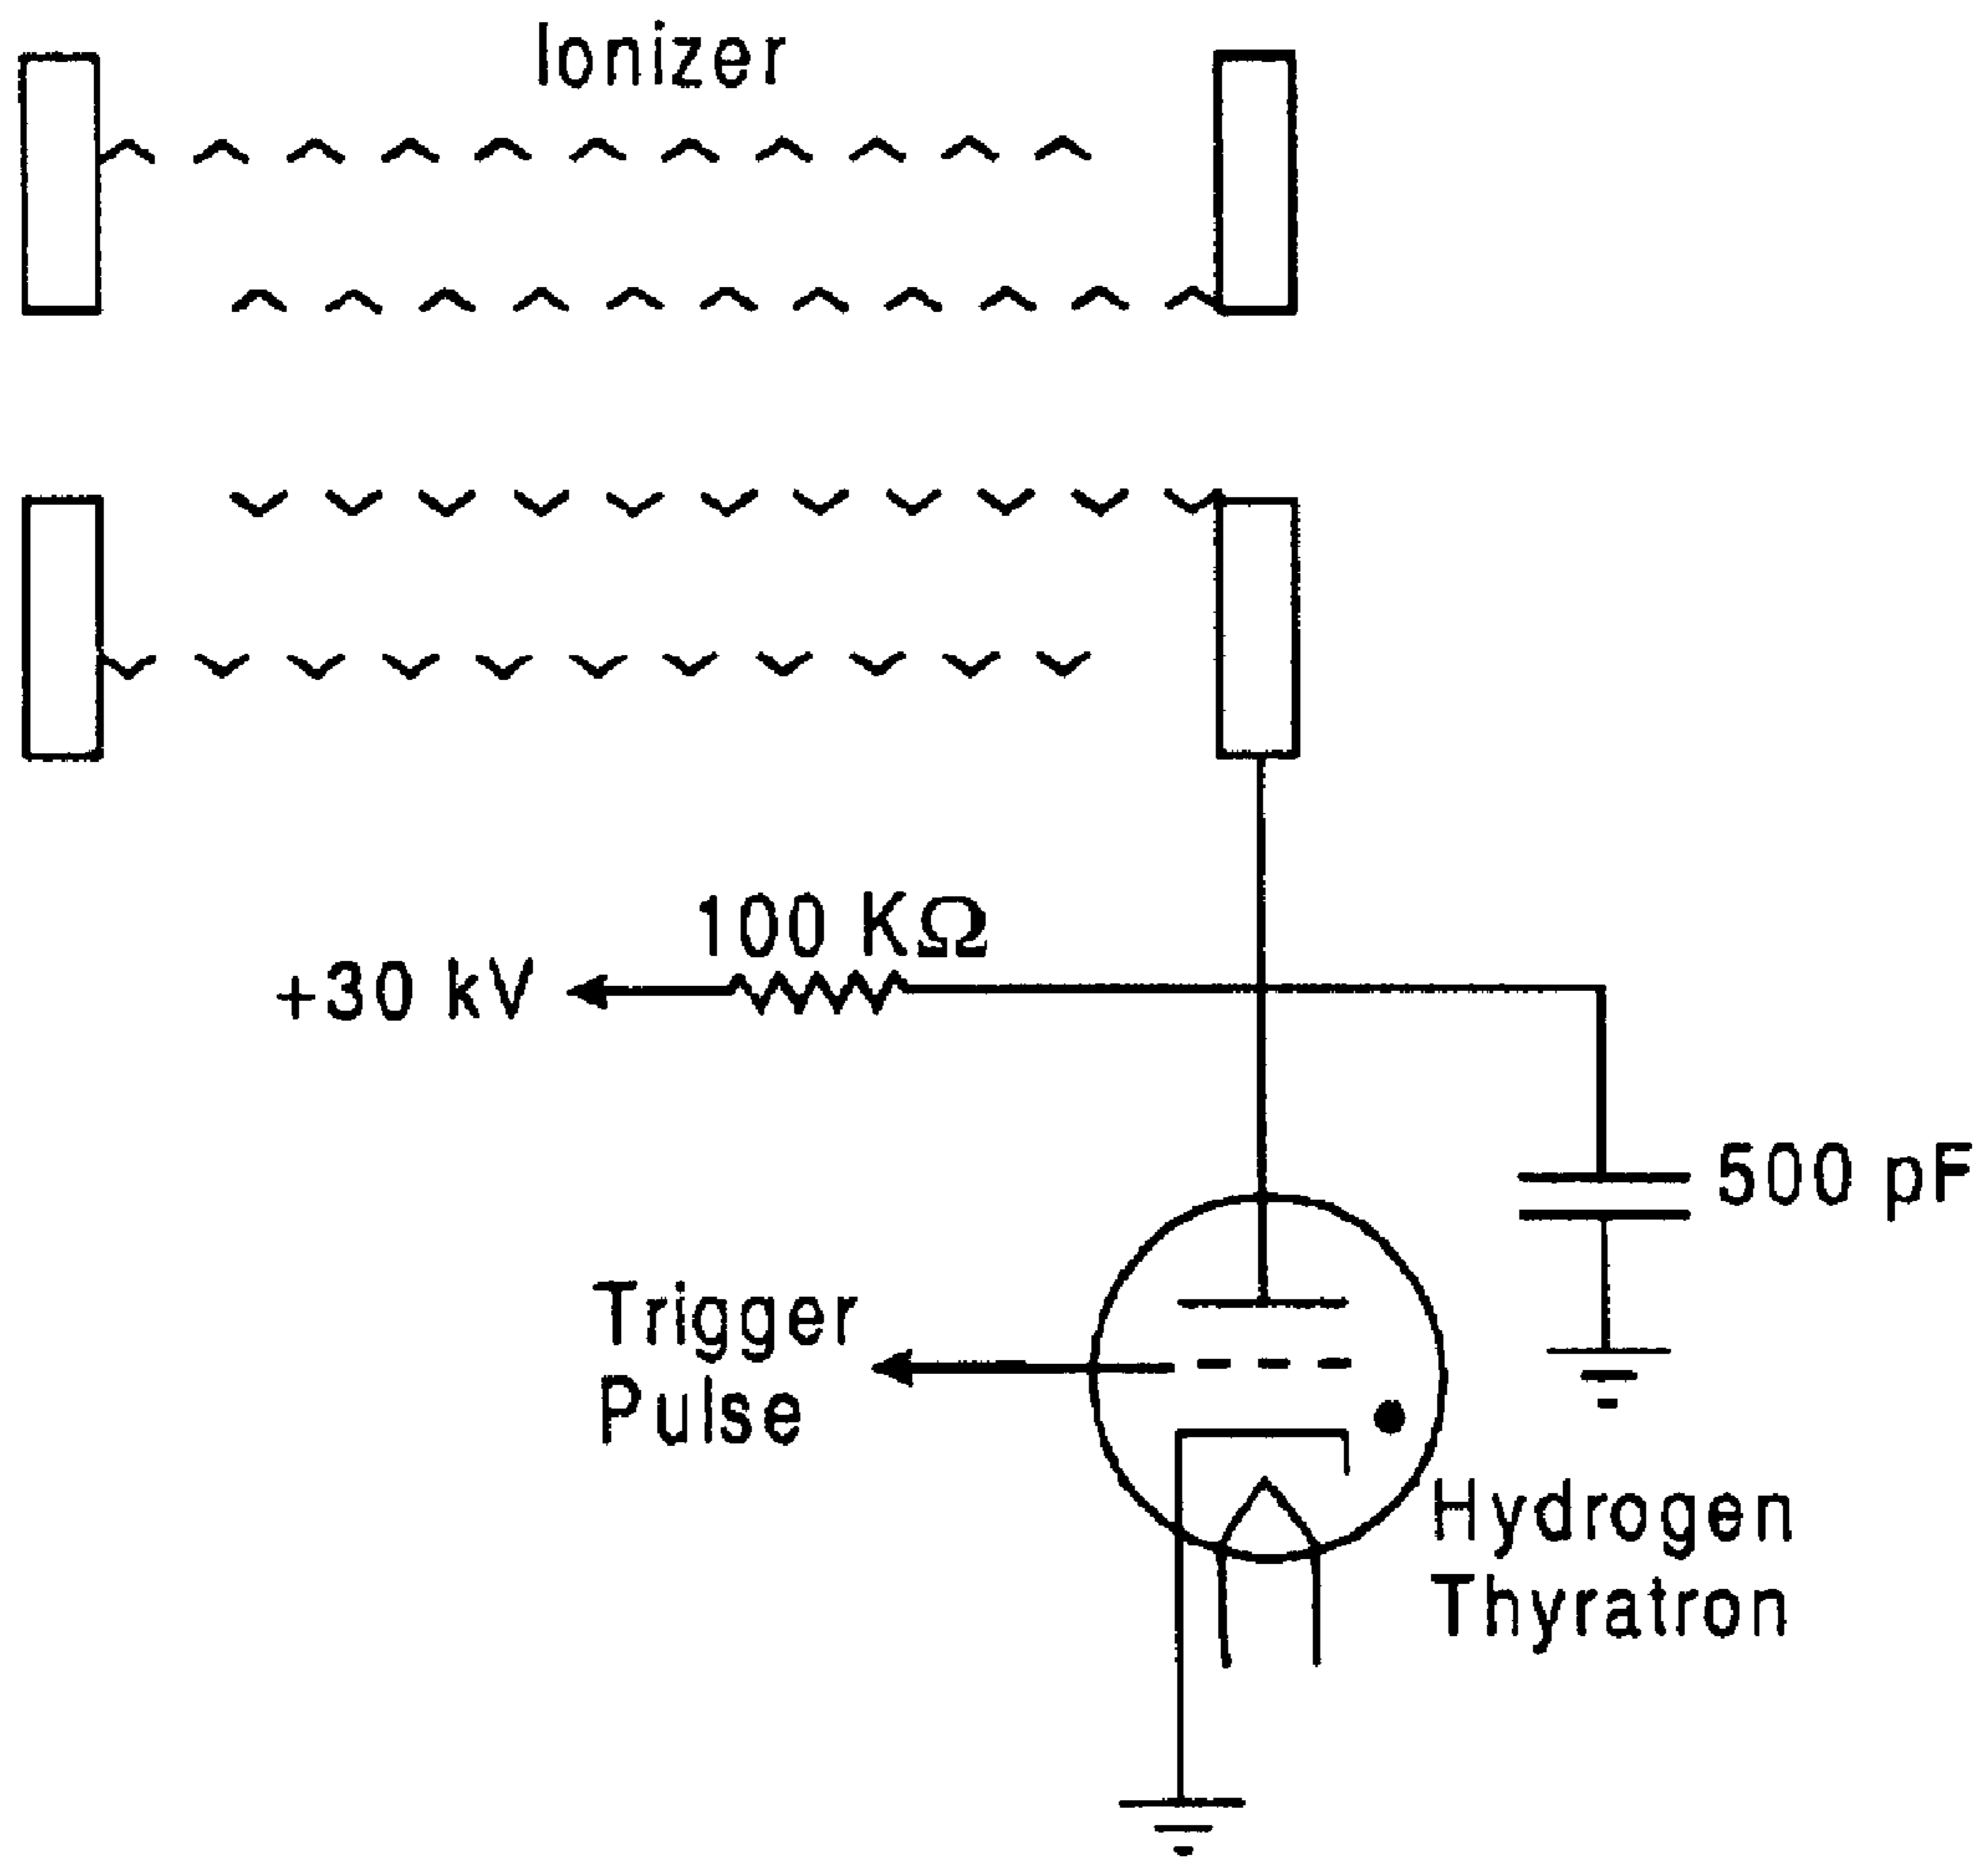 Ionizer
100 KΩ
+30 kV
500 pF
Trigger
Pulse
Hydrogen
Thyratron